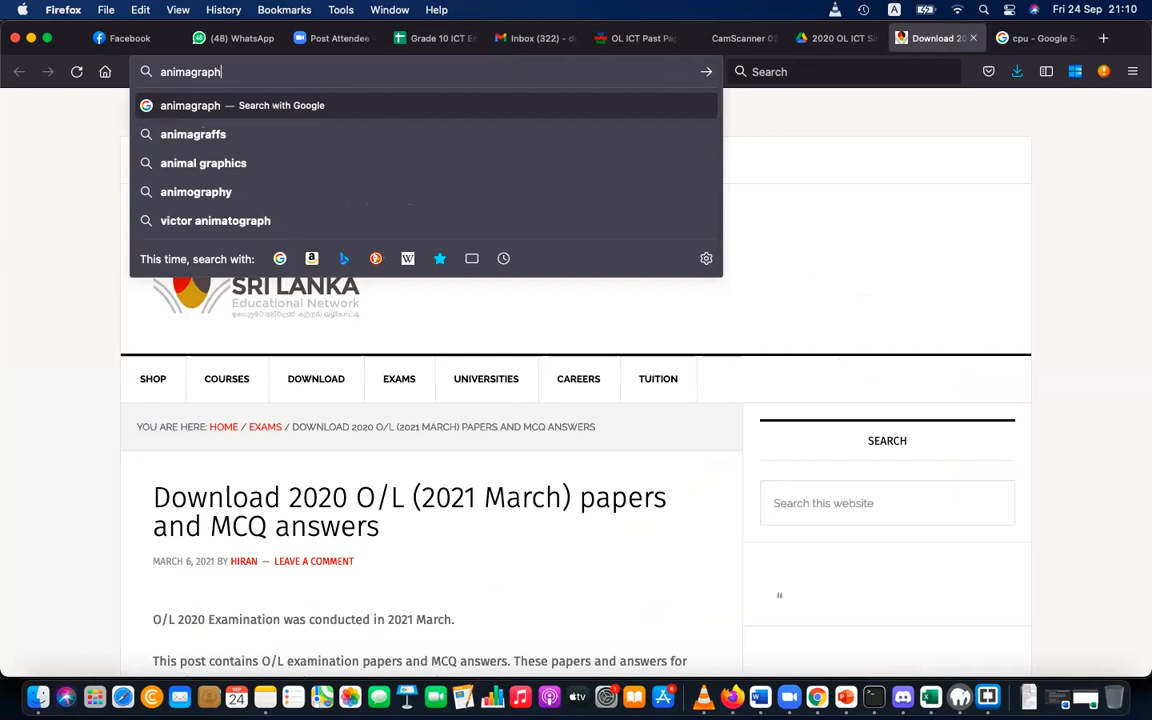 Firefox File Edit View History Bookmarks Tools Window Help A Fri 24 Sep 21:10
Facebook (48) WhatsApp Post Attendee Grade 10 ICT E Inbox (322) - d OL ICT Past Pap CamScanner 0 2020 OL ICT Si Download 20 cpu - Google S
animagraph Search
animagraph — Search with Google
animagraffs
animal graphics
animography
victor animatograph
This time, search with:
SRI LANKA
Educational Network
SHOP COURSES DOWNLOAD EXAMS UNIVERSITIES CAREERS TUITION
YOU ARE HERE: HOME / EXAMS / DOWNLOAD 2020 O/L (2021 MARCH) PAPERS AND MCQ ANSWERS
SEARCH
Download 2020 O/L (2021 March) papers
and MCQ answers
Search this website
MARCH 6, 2021 BY HIRAN — LEAVE A COMMENT
“
O/L 2020 Examination was conducted in 2021 March.
This post contains O/L examination papers and MCQ answers. These papers and answers for
SEP
24
tv